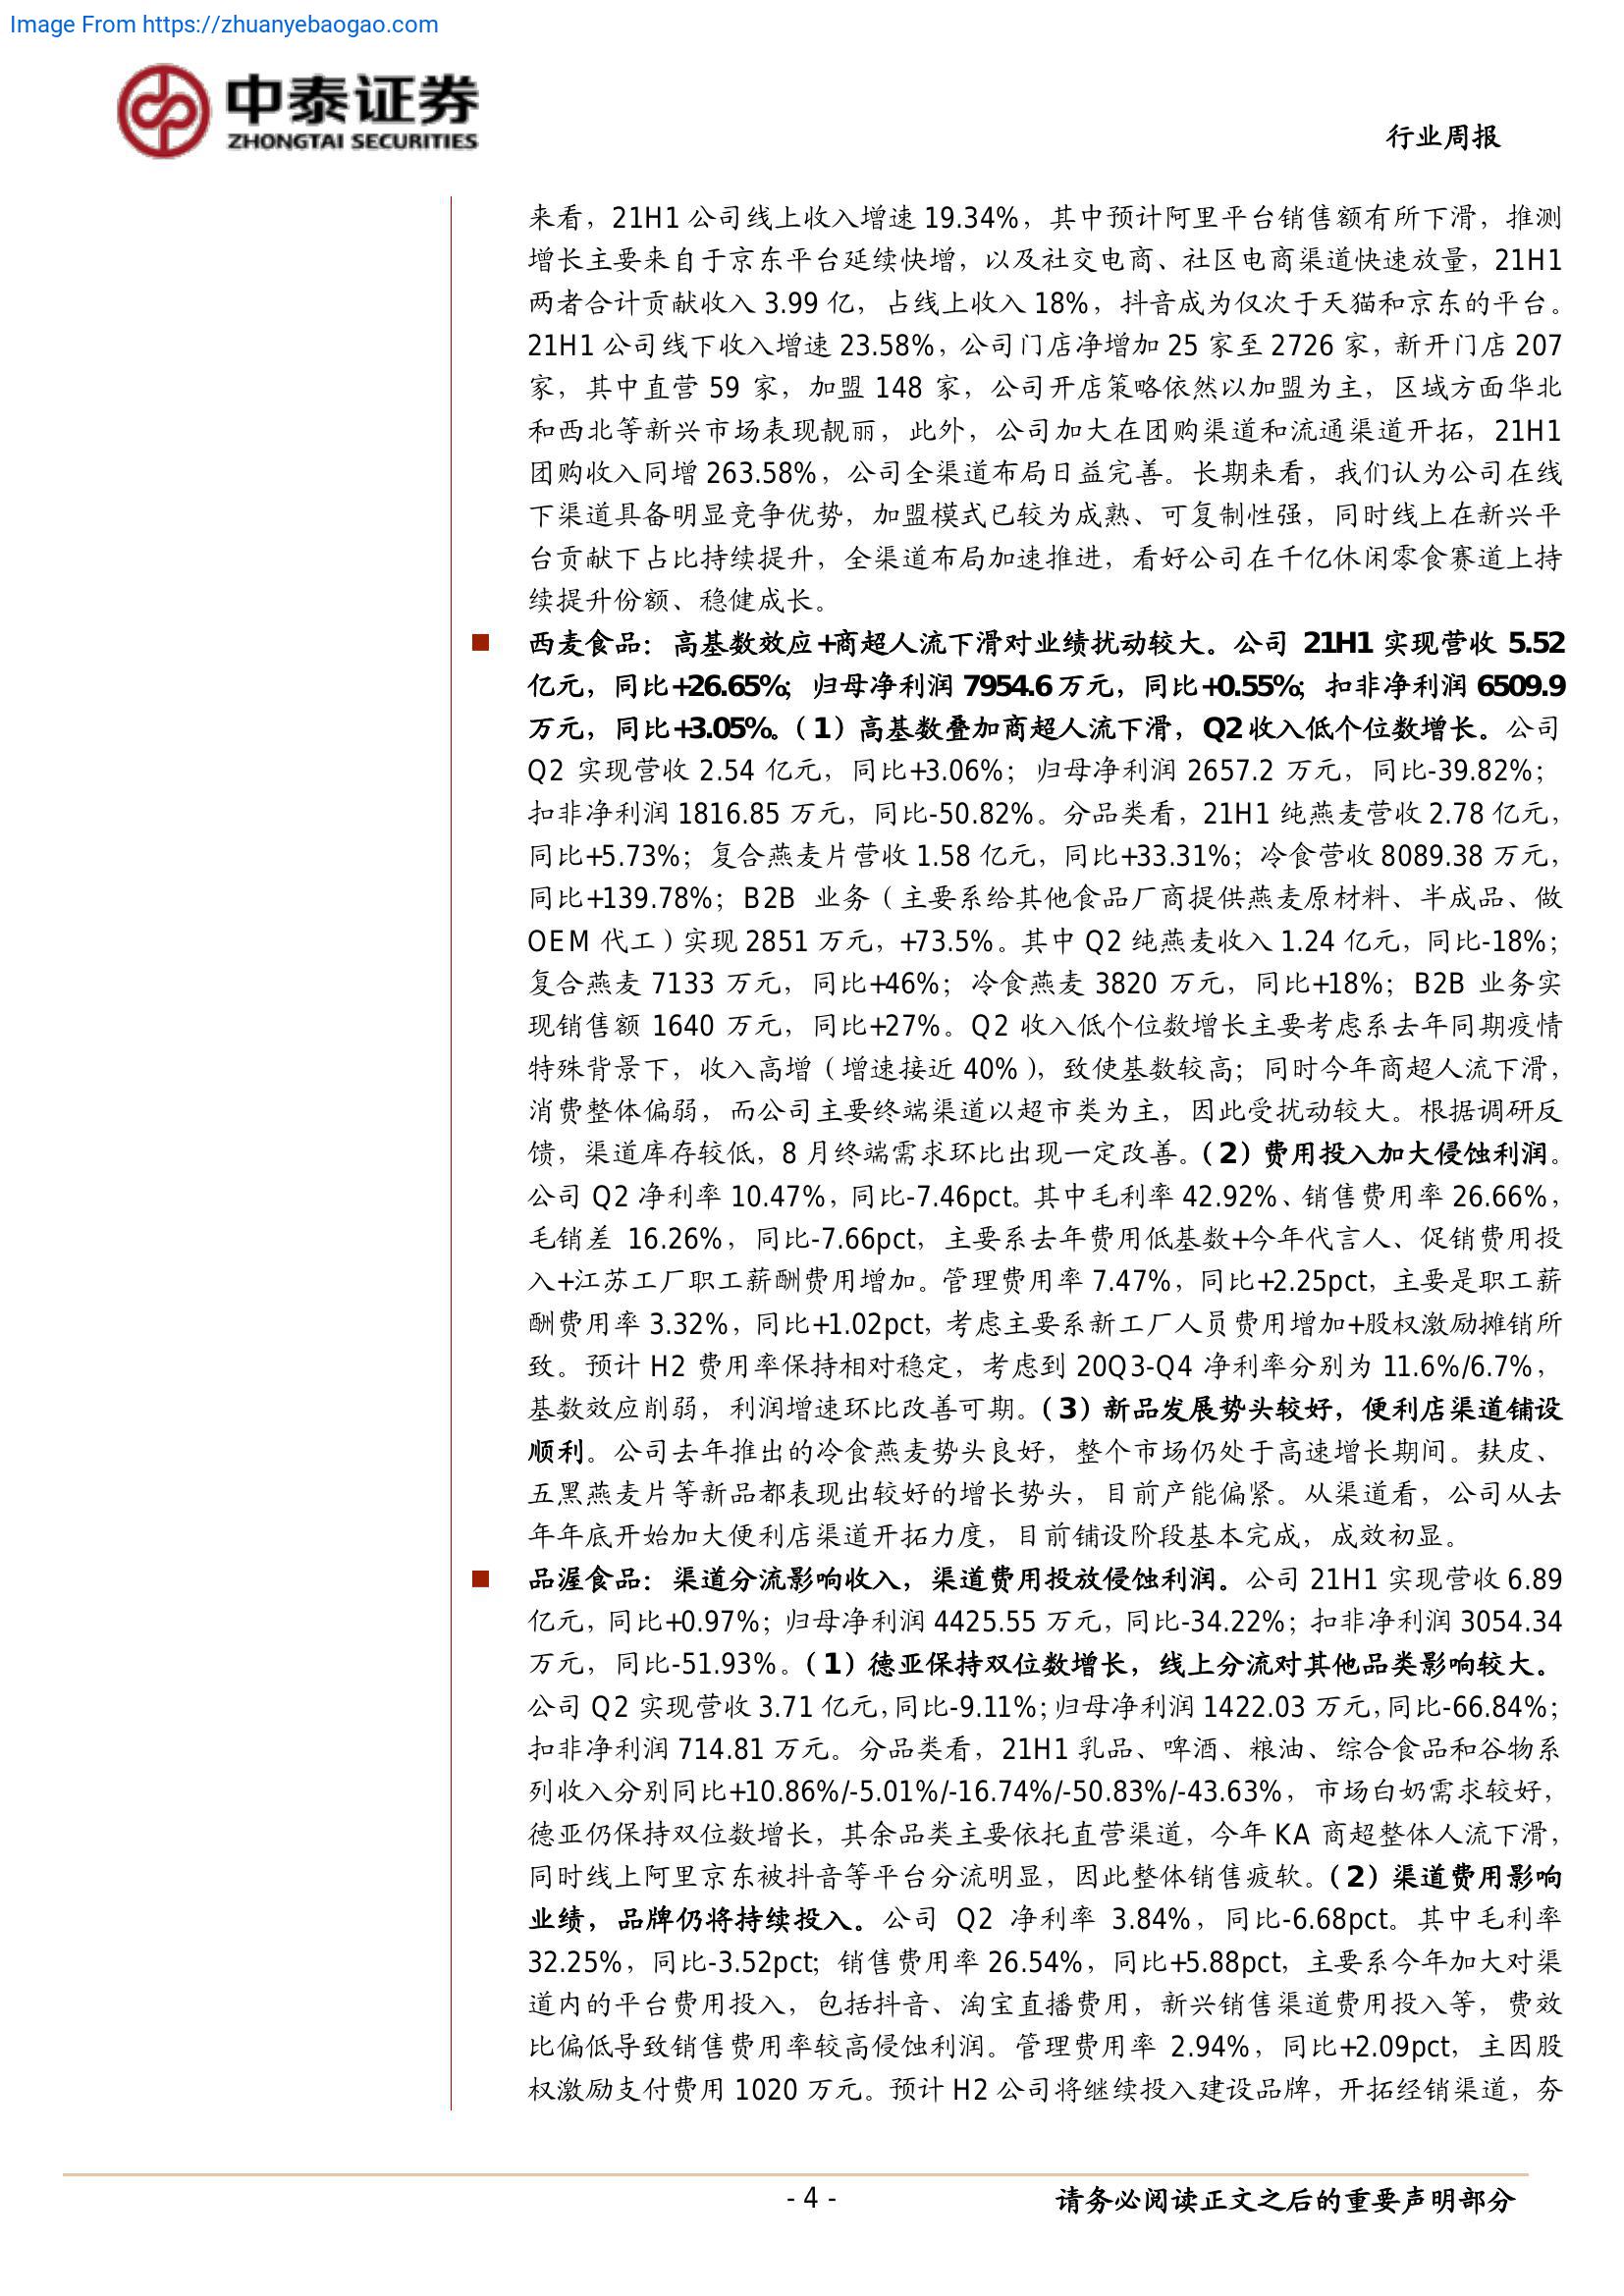 Image From https://zhuanyebaogao.com
中泰证券
ZHONGTAI SECURITIES
行业周报
来看，21H1 公司线上收入增速 19.34%，其中预计阿里平台销售额有所下滑，推测
增长主要来自于京东平台延续快增，以及社交电商、社区电商渠道快速放量，21H1
两者合计贡献收入 3.99 亿，占线上收入 18%，抖音成为仅次于天猫和京东的平台。
21H1 公司线下收入增速 23.58%，公司门店净增加 25 家至 2726 家，新开门店 207
家，其中直营 59 家，加盟 148 家，公司开店策略依然以加盟为主，区域方面华北
和西北等新兴市场表现靓丽，此外，公司加大在团购渠道和流通渠道开拓，21H1
团购收入同增 263.58%，公司全渠道布局日益完善。长期来看，我们认为公司在线
下渠道具备明显竞争优势，加盟模式已较为成熟、可复制性强，同时线上在新兴平
台贡献下占比持续提升，全渠道布局加速推进，看好公司在千亿休闲零食赛道上持
续提升份额、稳健成长。
■ 西麦食品：高基数效应+商超人流下滑对业绩扰动较大。公司 21H1 实现营收 5.52
亿元，同比+26.65%；归母净利润 7954.6 万元，同比+0.55%；扣非净利润 6509.9
万元，同比+3.05%。（1）高基数叠加商超人流下滑，Q2 收入低个位数增长。公司
Q2 实现营收 2.54 亿元，同比+3.06%；归母净利润 2657.2 万元，同比-39.82%；
扣非净利润 1816.85 万元，同比-50.82%。分品类看，21H1 纯燕麦营收 2.78 亿元，
同比+5.73%；复合燕麦片营收 1.58 亿元，同比+33.31%；冷食营收 8089.38 万元，
同比+139.78%；B2B 业务（主要系给其他食品厂商提供燕麦原材料、半成品、做
OEM 代工）实现 2851 万元，+73.5%。其中 Q2 纯燕麦收入 1.24 亿元，同比-18%；
复合燕麦 7133 万元，同比+46%；冷食燕麦 3820 万元，同比+18%；B2B 业务实
现销售额 1640 万元，同比+27%。Q2 收入低个位数增长主要考虑系去年同期疫情
特殊背景下，收入高增（增速接近 40%），致使基数较高；同时今年商超人流下滑，
消费整体偏弱，而公司主要终端渠道以超市类为主，因此受扰动较大。根据调研反
馈，渠道库存较低，8 月终端需求环比出现一定改善。（2）费用投入加大侵蚀利润。
公司 Q2 净利率 10.47%，同比-7.46pct。其中毛利率 42.92%、销售费用率 26.66%，
毛销差 16.26%，同比-7.66pct，主要系去年费用低基数+今年代言人、促销费用投
入+江苏工厂职工薪酬费用增加。管理费用率 7.47%，同比+2.25pct，主要是职工薪
酬费用率 3.32%，同比+1.02pct，考虑主要系新工厂人员费用增加+股权激励摊销所
致。预计 H2 费用率保持相对稳定，考虑到 20Q3-Q4 净利率分别为 11.6%/6.7%，
基数效应削弱，利润增速环比改善可期。（3）新品发展势头较好，便利店渠道铺设
顺利。公司去年推出的冷食燕麦势头良好，整个市场仍处于高速增长期间。麸皮、
五黑燕麦片等新品都表现出较好的增长势头，目前产能偏紧。从渠道看，公司从去
年年底开始加大便利店渠道开拓力度，目前铺设阶段基本完成，成效初显。
■ 品渥食品：渠道分流影响收入，渠道费用投放侵蚀利润。公司 21H1 实现营收 6.89
亿元，同比+0.97%；归母净利润 4425.55 万元，同比-34.22%；扣非净利润 3054.34
万元，同比-51.93%。（1）德亚保持双位数增长，线上分流对其他品类影响较大。
公司 Q2 实现营收 3.71 亿元，同比-9.11%；归母净利润 1422.03 万元，同比-66.84%；
扣非净利润 714.81 万元。分品类看，21H1 乳品、啤酒、粮油、综合食品和谷物系
列收入分别同比+10.86%/-5.01%/-16.74%/-50.83%/-43.63%，市场白奶需求较好，
德亚仍保持双位数增长，其余品类主要依托直营渠道，今年 KA 商超整体人流下滑，
同时线上阿里京东被抖音等平台分流明显，因此整体销售疲软。（2）渠道费用影响
业绩，品牌仍将持续投入。公司 Q2 净利率 3.84%，同比-6.68pct。其中毛利率
32.25%，同比-3.52pct；销售费用率 26.54%，同比+5.88pct，主要系今年加大对渠
道内的平台费用投入，包括抖音、淘宝直播费用，新兴销售渠道费用投入等，费效
比偏低导致销售费用率较高侵蚀利润。管理费用率 2.94%，同比+2.09pct，主因股
权激励支付费用 1020 万元。预计 H2 公司将继续投入建设品牌，开拓经销渠道，夯
- 4 -
请务必阅读正文之后的重要声明部分